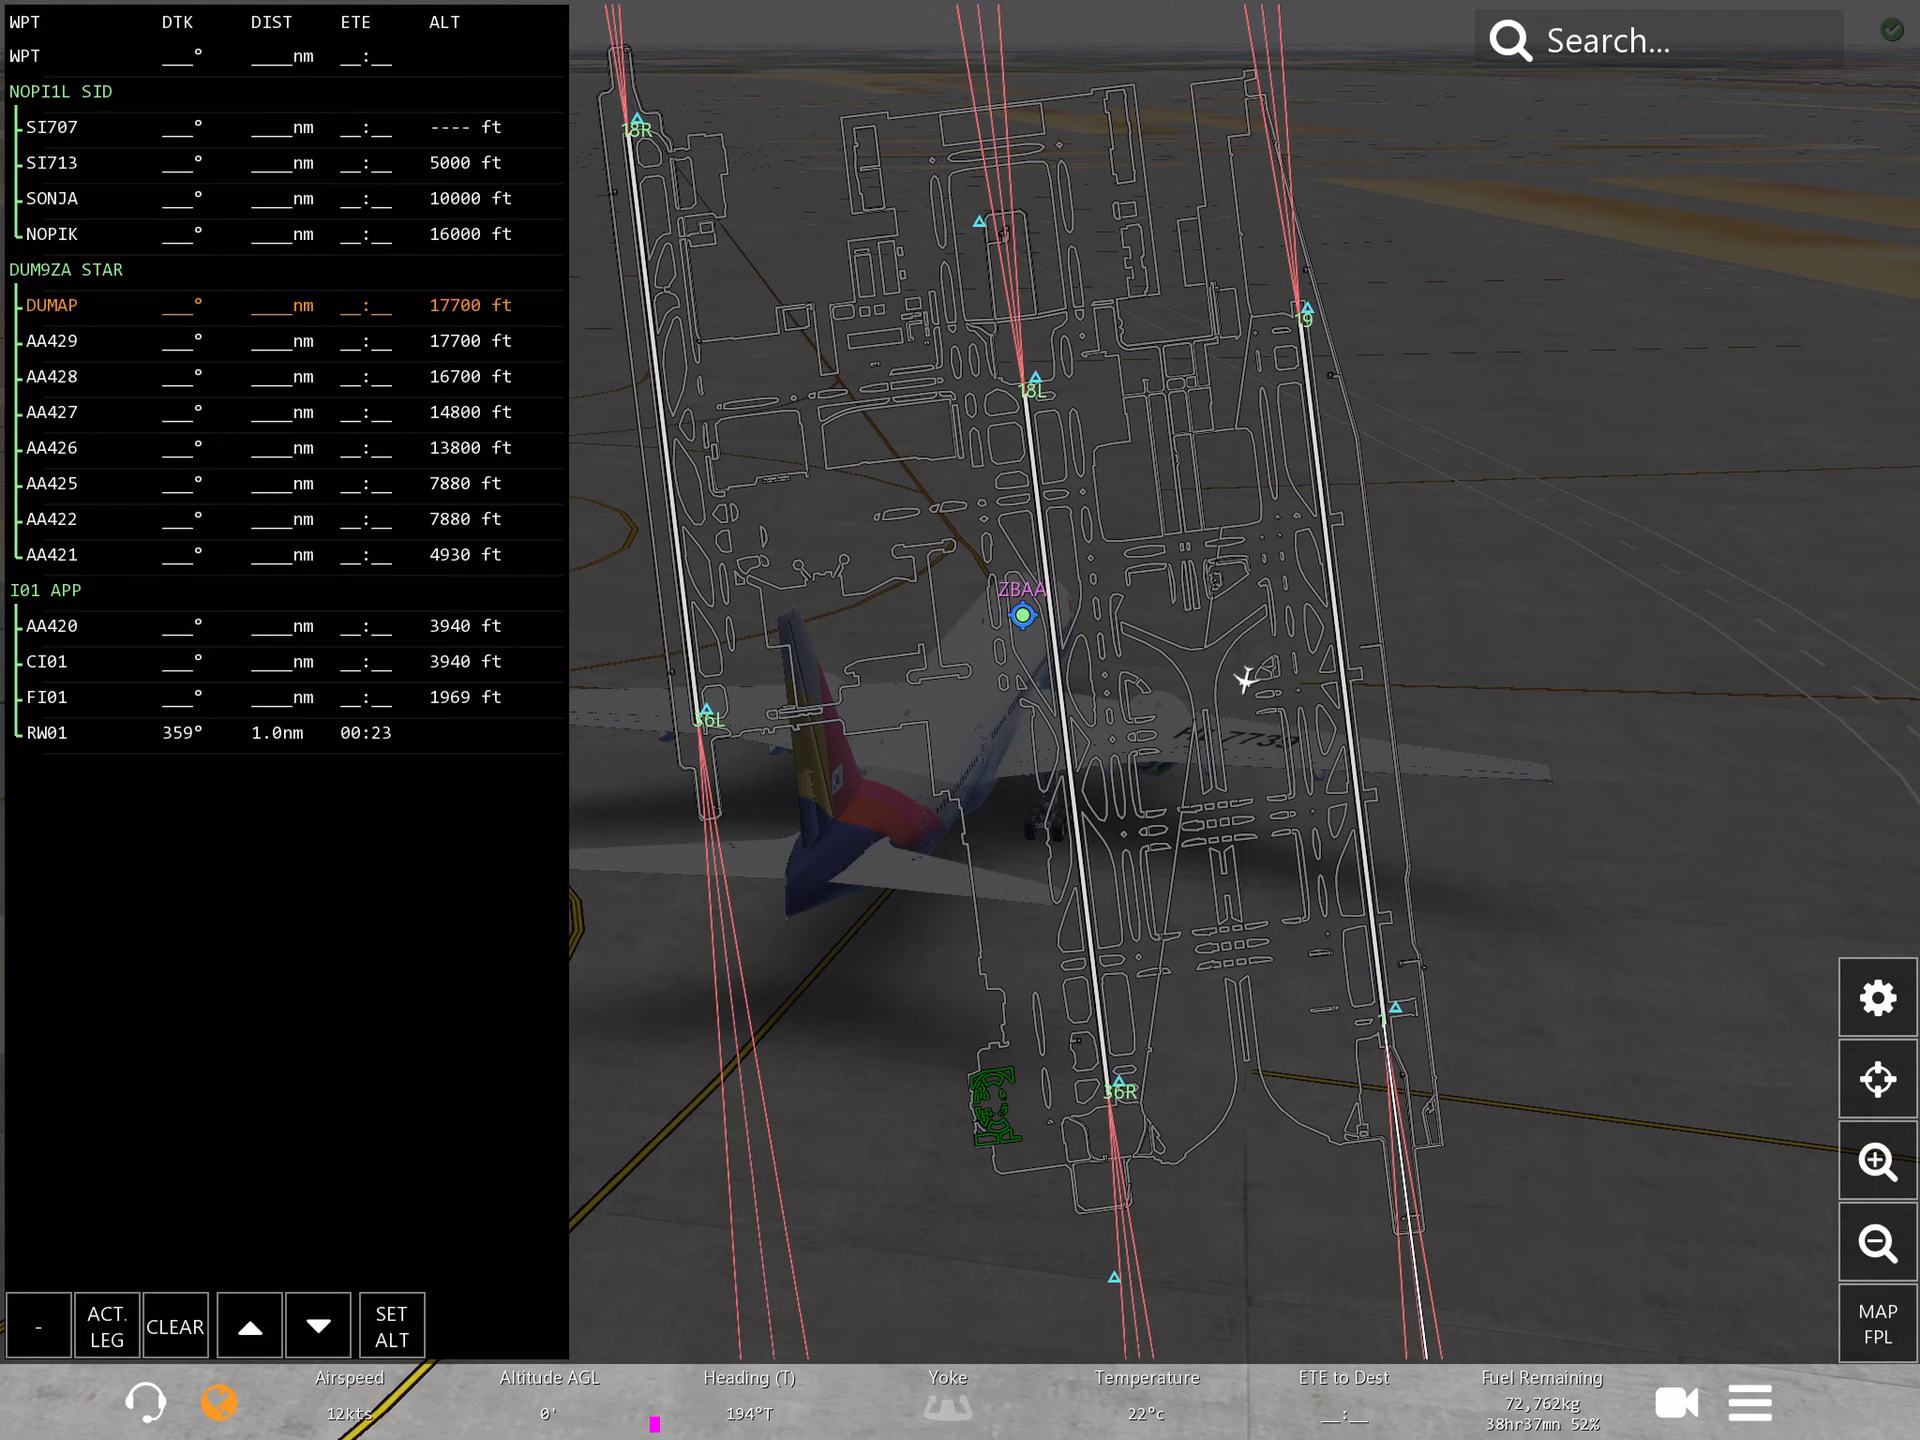 WPT DTK DIST ETE ALT
WPT ___° ____nm __:__
NOPI1L SID
SI707 ___° ____nm __:__ ---- ft
SI713 ___° ____nm __:__ 5000 ft
SONJA ___° ____nm __:__ 10000 ft
NOPIK ___° ____nm __:__ 16000 ft
DUM9ZA STAR
DUMAP ___° ____nm __:__ 17700 ft
AA429 ___° ____nm __:__ 17700 ft
AA428 ___° ____nm __:__ 16700 ft
AA427 ___° ____nm __:__ 14800 ft
AA426 ___° ____nm __:__ 13800 ft
AA425 ___° ____nm __:__ 7880 ft
AA422 ___° ____nm __:__ 7880 ft
AA421 ___° ____nm __:__ 4930 ft
I01 APP
AA420 ___° ____nm __:__ 3940 ft
CI01 ___° ____nm __:__ 3940 ft
FI01 ___° ____nm __:__ 1969 ft
RW01 359° 1.0nm 00:23
-
ACT. LEG
CLEAR
SET ALT
Search...
18R
18L
19
ZBAA
36L
7739
1
36R
MAP
FPL
Airspeed
12kts
Altitude AGL
0'
Heading (T)
194°T
Yoke
Temperature
22°c
ETE to Dest
__:__
Fuel Remaining
72,762kg
38hr37mn 52%